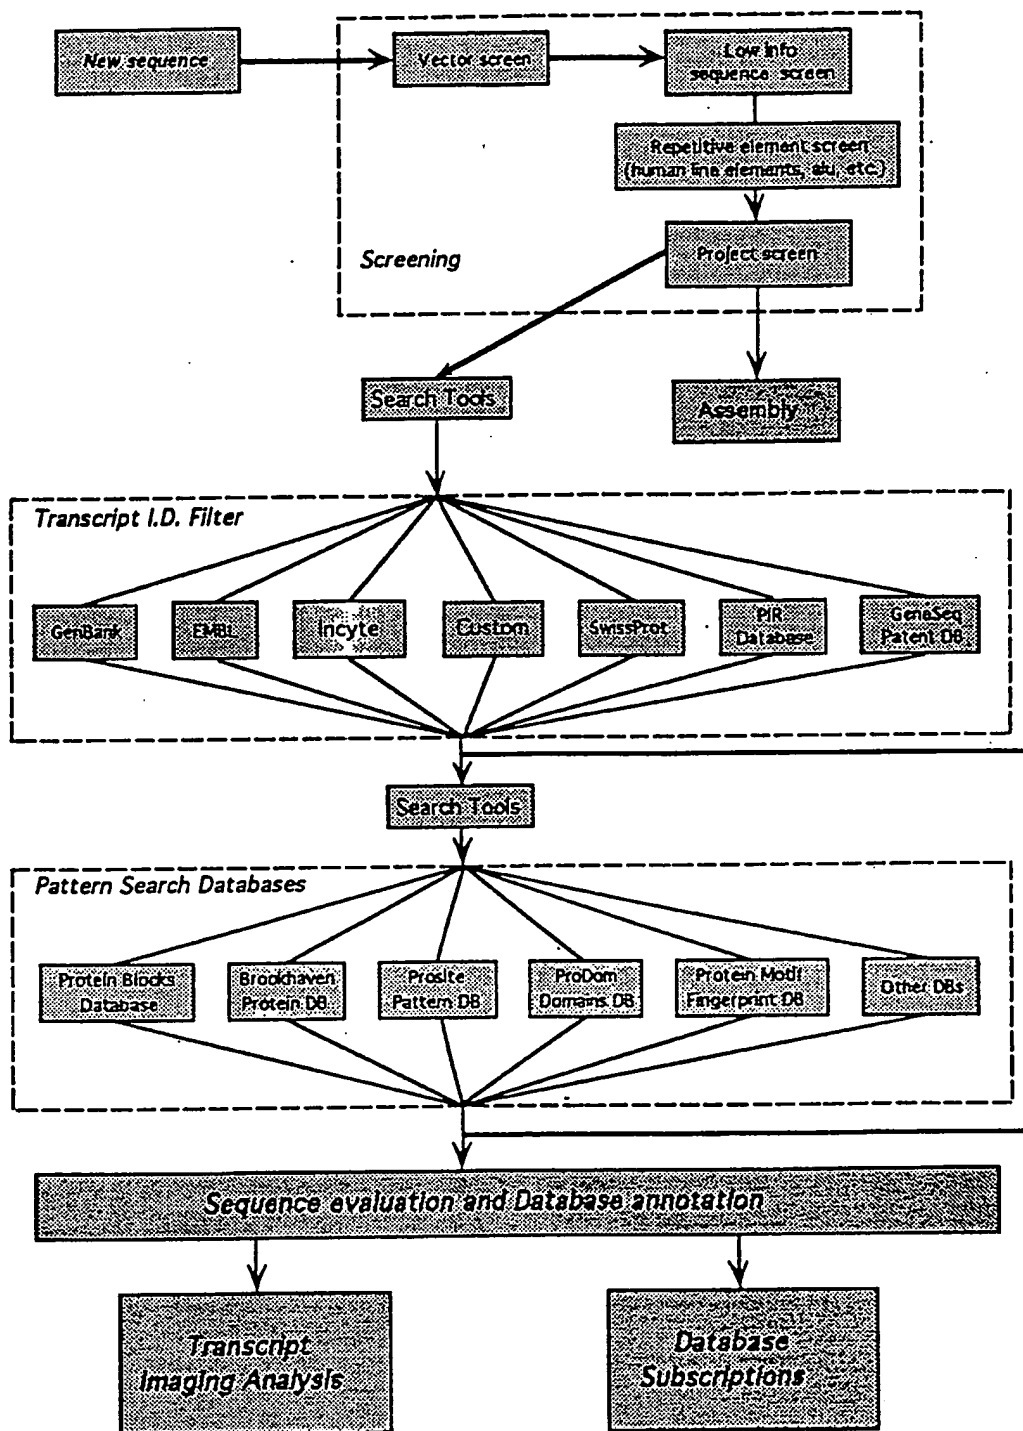 New sequence
Vector screen
Low info
sequence screen
Repetitive element screen
(human line elements, alu, etc.)
Screening
Project screen
Search Tools
Assembly
Transcript I.D. Filter
GenBank
EMBL
Incyte
Custom
SwissProt
PIR
Database
GeneSeq
Patent DB
Search Tools
Pattern Search Databases
Protein Blocks
Database
Brookhaven
Protein DB
Prosite
Pattern DB
ProDom
Domains DB
Protein Motif
Fingerprint DB
Other DBs
Sequence evaluation and Database annotation
Transcript
Imaging Analysis
Database
Subscriptions